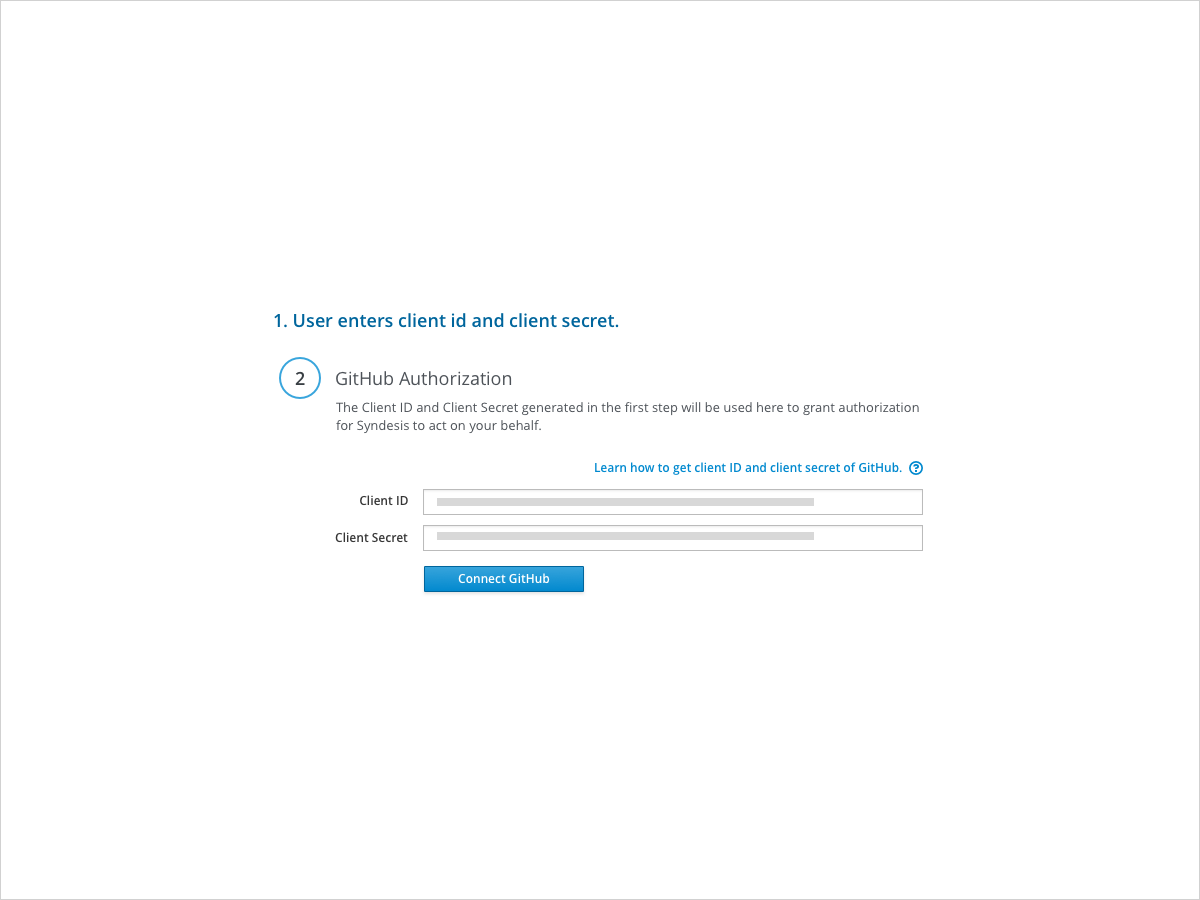 1. User enters client id and client secret.
2
GitHub Authorization
The Client ID and Client Secret generated in the first step will be used here to grant authorization
for Syndesis to act on your behalf.
Learn how to get client ID and client secret of GitHub. ?
Client ID
Client Secret
Connect GitHub